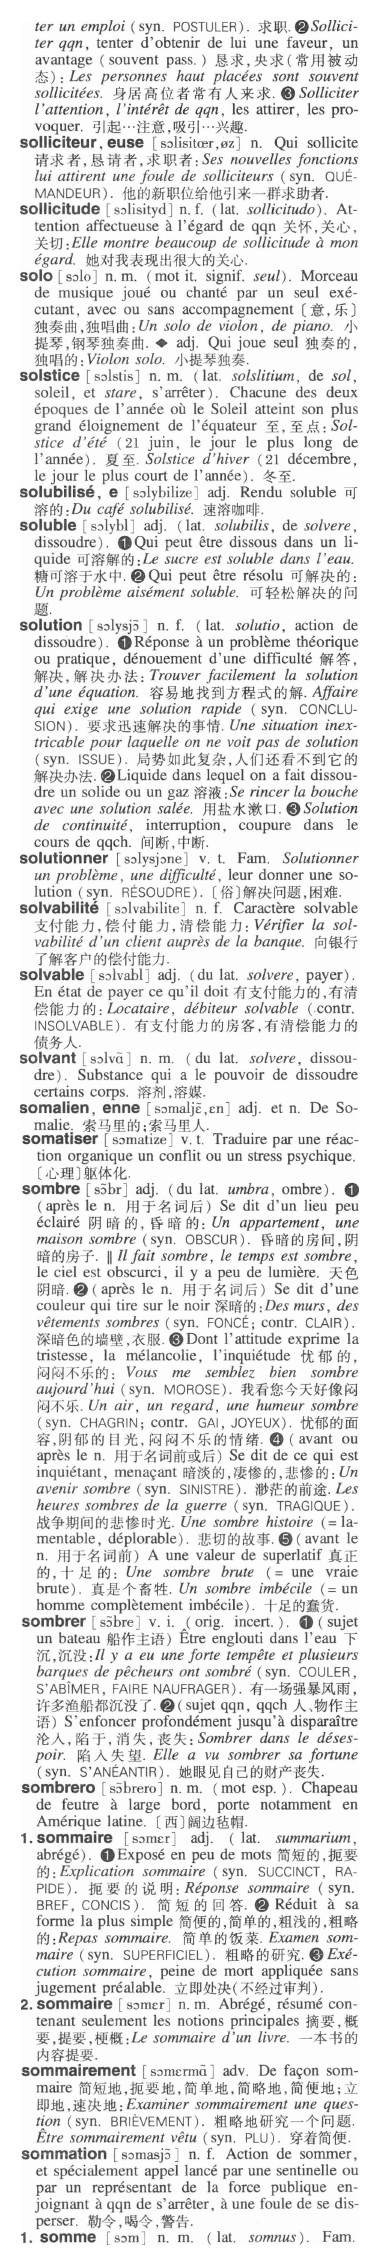 ter un emploi (syn. POSTULER). 求职. ❷Sollici-
ter qqn, tenter d'obtenir de lui une faveur, un
avantage (souvent pass.) 恳求,央求(常用被动
态): Les personnes haut placées sont souvent
sollicitées. 身居高位者常有人来求. ❸Solliciter
l'attention, l'intérêt de qqn, les attirer, les pro-
voquer. 引起…注意,吸引…兴趣.
solliciteur, euse [sɔlisitœr,øz] n. Qui sollicite
请求者,恳请者,求职者: Ses nouvelles fonctions
lui attirent une foule de solliciteurs (syn. QUÉ-
MANDEUR). 他的新职位给他引来一群求助者.
sollicitude [sɔlisityd] n. f. (lat. sollicitudo). At-
tention affectueuse à l'égard de qqn 关怀,关心,
关切:Elle montre beaucoup de sollicitude à mon
égard. 她对我表现出很大的关心.
solo [sɔlo] n. m. (mot it. signif. seul). Morceau
de musique joué ou chanté par un seul exé-
cutant, avec ou sans accompagnement〔意,乐〕
独奏曲,独唱曲:Un solo de violon, de piano. 小
提琴,钢琴独奏曲. ◆ adj. Qui joue seul 独奏的,
独唱的:Violon solo. 小提琴独奏.
solstice [sɔlstis] n. m. (lat. solslitium, de sol,
soleil, et stare, s'arrêter). Chacune des deux
époques de l'année où le Soleil atteint son plus
grand éloignement de l'équateur 至,至点:Sol-
stice d'été (21 juin, le jour le plus long de
l'année). 夏至. Solstice d'hiver (21 décembre,
le jour le plus court de l'année). 冬至.
solubilisé, e [sɔlybilize] adj. Rendu soluble 可
溶的:Du café solubilisé. 速溶咖啡.
soluble [sɔlybl] adj. (lat. solubilis, de solvere,
dissoudre). ❶Qui peut être dissous dans un li-
quide 可溶解的:Le sucre est soluble dans l'eau.
糖可溶于水中. ❷Qui peut être résolu 可解决的:
Un problème aisément soluble. 可轻松解决的问
题.
solution [sɔlysjɔ̃] n. f. (lat. solutio, action de
dissoudre). ❶Réponse à un problème théorique
ou pratique, dénouement d'une difficulté 解答,
解决,解决办法: Trouver facilement la solution
d'une équation. 容易地找到方程式的解. Affaire
qui exige une solution rapide (syn. CONCLU-
SION). 要求迅速解决的事情. Une situation inex-
tricable pour laquelle on ne voit pas de solution
(syn. ISSUE). 局势如此复杂,人们还看不到它的
解决办法. ❷Liquide dans lequel on a fait dissou-
dre un solide ou un gaz 溶液:Se rincer la bouche
avec une solution salée. 用盐水漱口. ❸Solution
de continuité, interruption, coupure dans le
cours de qqch. 间断,中断.
solutionner [sɔlysjɔne] v. t. Fam. Solutionner
un problème, une difficulté, leur donner une so-
lution (syn. RÉSOUDRE).〔俗〕解决问题,困难.
solvabilité [sɔlvabilite] n. f. Caractère solvable
支付能力,偿付能力,清偿能力: Vérifier la sol-
vabilité d'un client auprès de la banque. 向银行
了解客户的偿付能力.
solvable [sɔlvabl] adj. (du lat. solvere, payer).
En état de payer ce qu'il doit 有支付能力的,有清
偿能力的: Locataire, débiteur solvable (contr.
INSOLVABLE). 有支付能力的房客,有清偿能力的
债务人.
solvant [sɔlvɑ̃] n. m. (du lat. solvere, dissou-
dre). Substance qui a le pouvoir de dissoudre
certains corps. 溶剂,溶媒.
somalien, enne [sɔmaljɛ̃,ɛn] adj. et n. De So-
malie. 索马里的;索马里人.
somatiser [sɔmatize] v. t. Traduire par une réac-
tion organique un conflit ou un stress psychique.
〔心理〕躯体化.
sombre [sɔ̃br] adj. (du lat. umbra, ombre). ❶
(après le n. 用于名词后) Se dit d'un lieu peu
éclairé 阴暗的,昏暗的: Un appartement, une
maison sombre (syn. OBSCUR). 昏暗的房间,阴
暗的房子. ‖ Il fait sombre, le temps est sombre,
le ciel est obscurci, il y a peu de lumière. 天色
阴暗. ❷(après le n. 用于名词后) Se dit d'une
couleur qui tire sur le noir 深暗的:Des murs, des
vêtements sombres (syn. FONCÉ; contr. CLAIR).
深暗色的墙壁,衣服. ❸Dont l'attitude exprime la
tristesse, la mélancolie, l'inquiétude 忧郁的,
闷闷不乐的: Vous me semblez bien sombre
aujourd'hui (syn. MOROSE). 我看您今天好像闷
闷不乐. Un air, un regard, une humeur sombre
(syn. CHAGRIN; contr. GAI, JOYEUX). 忧郁的面
容,阴郁的目光,闷闷不乐的情绪. ❹(avant ou
après le n. 用于名词前或后) Se dit de ce qui est
inquiétant, menaçant 暗淡的,凄惨的,悲惨的: Un
avenir sombre (syn. SINISTRE). 渺茫的前途. Les
heures sombres de la guerre (syn. TRAGIQUE).
战争期间的悲惨时光. Une sombre histoire (= la-
mentable, déplorable). 悲切的故事. ❺(avant le
n. 用于名词前) A une valeur de superlatif 真正
的,十足的: Une sombre brute (= une vraie
brute). 真是个畜牲. Un sombre imbécile (= un
homme complètement imbécile). 十足的蠢货.
sombrer [sɔ̃bre] v. i. (orig. incert.). ❶(sujet
un bateau 船作主语) Être englouti dans l'eau 下
沉,沉没:Il y a eu une forte tempête et plusieurs
barques de pêcheurs ont sombré (syn. COULER,
S'ABÎMER, FAIRE NAUFRAGER). 有一场强暴风雨,
许多渔船都沉没了. ❷(sujet qqn, qqch 人、物作主
语) S'enfoncer profondément jusqu'à disparaître
沦入,陷于,消失,丧失: Sombrer dans le déses-
poir. 陷入失望. Elle a vu sombrer sa fortune
(syn. S'ANÉANTIR). 她眼见自己的财产丧失.
sombrero [sɔ̃brero] n. m. (mot esp.). Chapeau
de feutre à large bord, porte notamment en
Amérique latine.〔西〕阔边毡帽.
1. sommaire [sɔmɛr] adj. (lat. summarium,
abrégé). ❶Exposé en peu de mots 简短的,扼要
的: Explication sommaire (syn. SUCCINCT, RA-
PIDE). 扼要的说明: Réponse sommaire (syn.
BREF, CONCIS). 简短的回答. ❷ Réduit à sa
forme la plus simple 简便的,简单的,粗浅的,粗略
的:Repas sommaire. 简单的饭菜. Examen som-
maire (syn. SUPERFICIEL). 粗略的研究. ❸Exé-
cution sommaire, peine de mort appliquée sans
jugement préalable. 立即处决(不经过审判).
2. sommaire [sɔmɛr] n. m. Abrégé, résumé con-
tenant seulement les notions principales 摘要,概
要,提要,梗概:Le sommaire d'un livre. 一本书的
内容提要.
sommairement [sɔmɛrmɑ̃] adv. De façon som-
maire 简短地,扼要地,简单地,简略地,简便地;立
即地,速决地: Examiner sommairement une ques-
tion (syn. BRIÈVEMENT). 粗略地研究一个问题.
Être sommairement vêtu (syn. PLU). 穿着简便.
sommation [sɔmasjɔ̃] n. f. Action de sommer,
et spécialement appel lancé par une sentinelle ou
par un représentant de la force publique en-
joignant à qqn de s'arrêter, à une foule de se dis-
perser. 勒令,喝令,警告.
1. somme [sɔm] n. m. (lat. somnus). Fam.